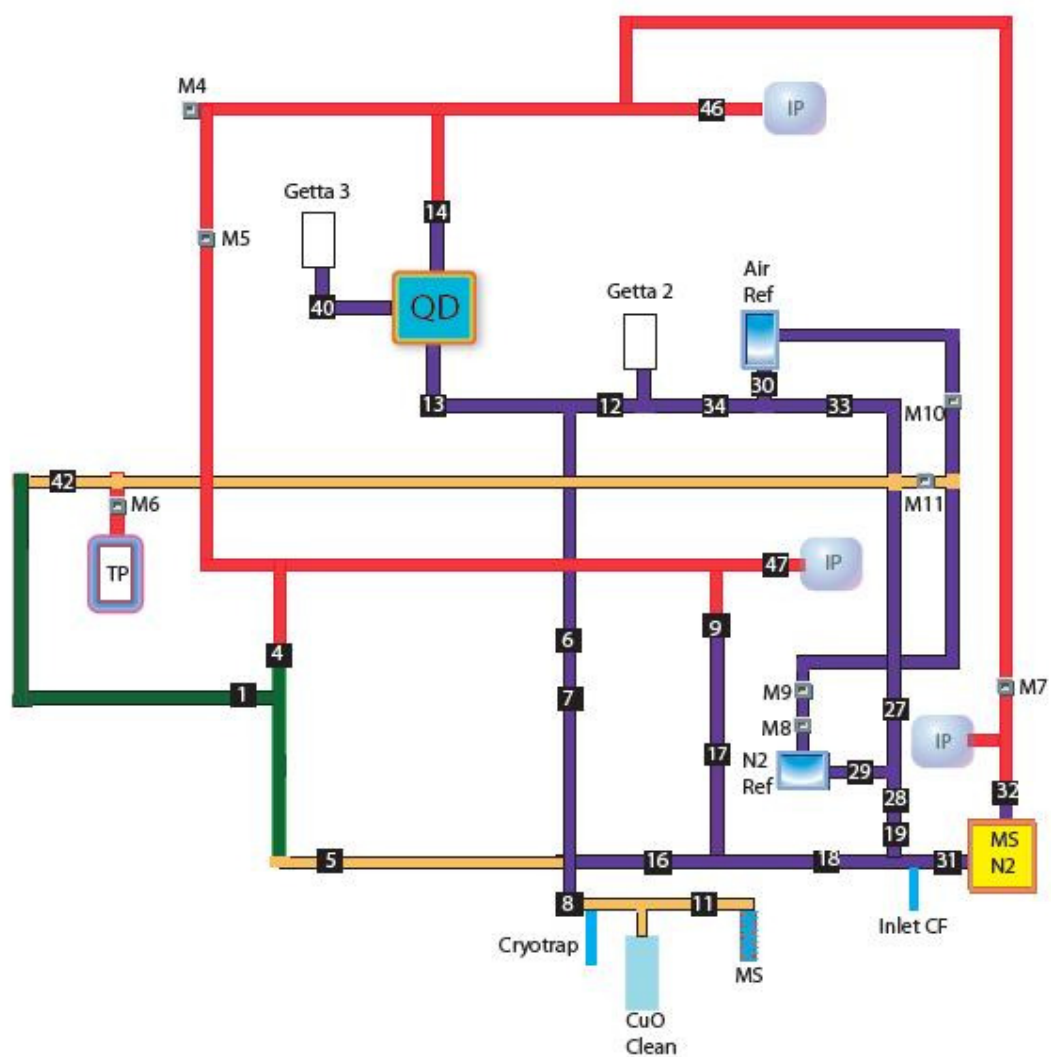 M4
46
IP
Getta 3
14
M5
Air
Ref
40
QD
Getta 2
30
13
12
34
33
M10
42
M6
M11
TP
47
IP
6
9
4
1
7
M9
27
M7
M8
IP
17
N2
Ref
29
28
32
19
MS
N2
5
16
18
31
8
11
Inlet CF
Cryotrap
MS
CuO
Clean